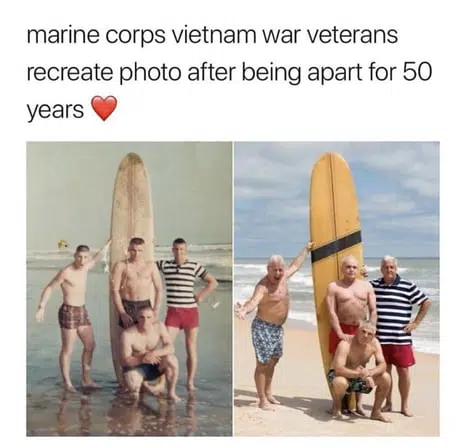 marine corps vietnam war veterans
recreate photo after being apart for 50
years ❤️